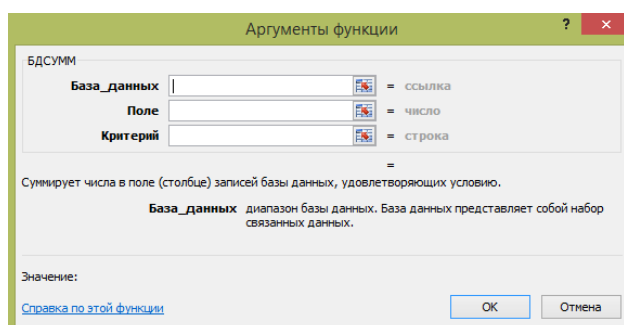 Аргументы функции ? ×
БДСУММ
База_данных = ссылка
Поле = число
Критерий = строка
=
Суммирует числа в поле (столбце) записей базы данных, удовлетворяющих условию.
База_данных диапазон базы данных. База данных представляет собой набор
связанных данных.
Значение:
Справка по этой функции ОК Отмена